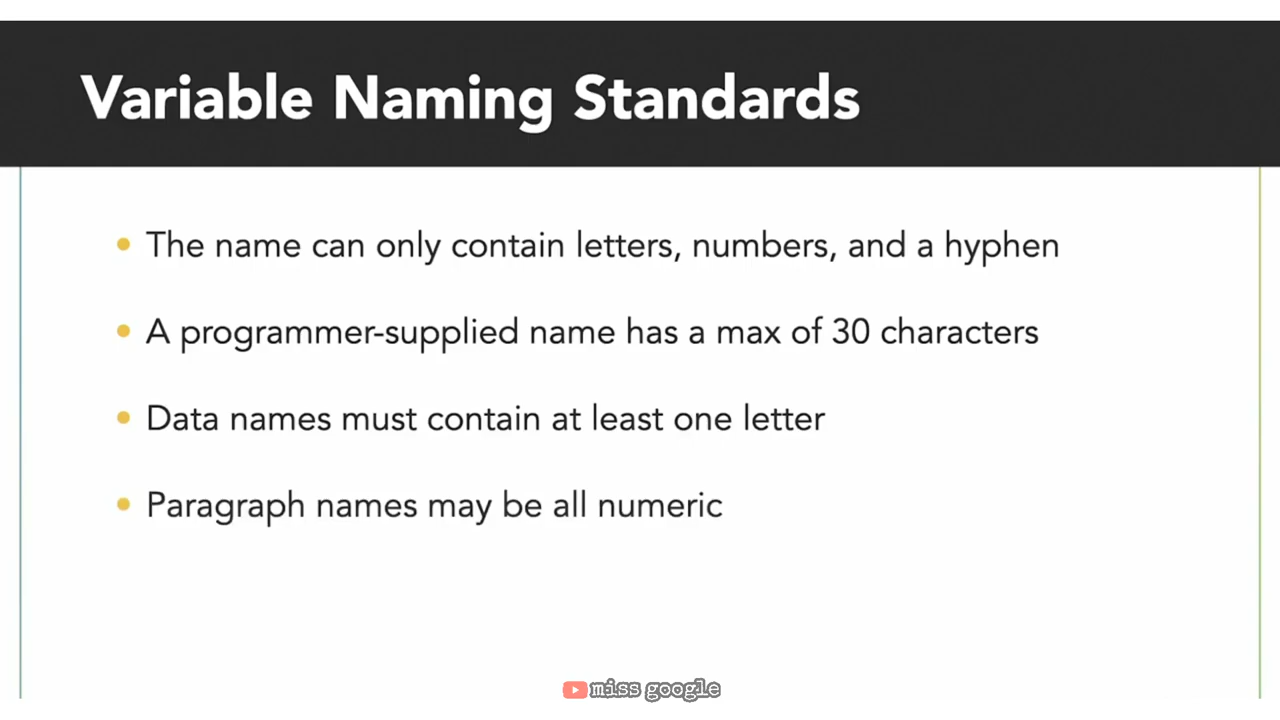 Variable Naming Standards
• The name can only contain letters, numbers, and a hyphen
• A programmer-supplied name has a max of 30 characters
• Data names must contain at least one letter
• Paragraph names may be all numeric
miss google